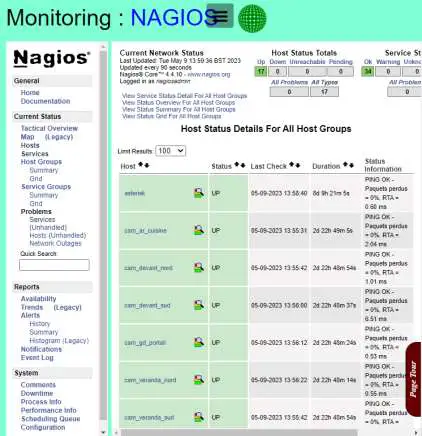 Monitoring : NAGIOS
Nagios®
General
Home
Documentation
Current Status
Tactical Overview
Map (Legacy)
Hosts
Services
Host Groups
Summary
Grid
Service Groups
Summary
Grid
Problems
Services
(Unhandled)
Hosts (Unhandled)
Network Outages
Quick Search:
Reports
Availability
Trends (Legacy)
Alerts
History
Summary
Histogram (Legacy)
Notifications
Event Log
System
Comments
Downtime
Process Info
Performance Info
Scheduling Queue
Configuration
Current Network Status
Last Updated: Tue May 9 13:59:36 BST 2023
Updated every 90 seconds
Nagios® Core™ 4.4.10 - www.nagios.org
Logged in as nagiosadmin
View Service Status Detail For All Host Groups
View Status Overview For All Host Groups
View Status Summary For All Host Groups
View Status Grid For All Host Groups
Host Status Totals
Up Down Unreachable Pending
17 0 0 0
All Problems All Types
0 17
Service St
Ok Warning Unkno
34 0
All Problem
0
Host Status Details For All Host Groups
Limit Results: 100
Host Status Last Check Duration Status Information
asterisk UP 05-09-2023 13:58:40 8d 9h 21m 5s PING OK - Paquets perdus = 0%, RTA = 0.60 ms
cam_ar_cuisine UP 05-09-2023 13:55:31 2d 22h 49m 5s PING OK - Paquets perdus = 0%, RTA = 2.04 ms
cam_devant_nord UP 05-09-2023 13:55:42 2d 22h 48m 54s PING OK - Paquets perdus = 0%, RTA = 1.01 ms
cam_devant_sud UP 05-09-2023 13:56:00 2d 22h 48m 37s PING OK - Paquets perdus = 0%, RTA = 6.51 ms
cam_gd_portail UP 05-09-2023 13:56:12 2d 22h 48m 24s PING OK - Paquets perdus = 0%, RTA = 0.53 ms
cam_veranda_nord UP 05-09-2023 13:56:22 2d 22h 48m 14s PING OK - Paquets perdus = 0%, RTA = 0.55 ms
cam_veranda_sud UP 05-09-2023 13:55:42 2d 22h 48m 54s PING OK - Paquets perdus = 0%, RTA =
Page Tour